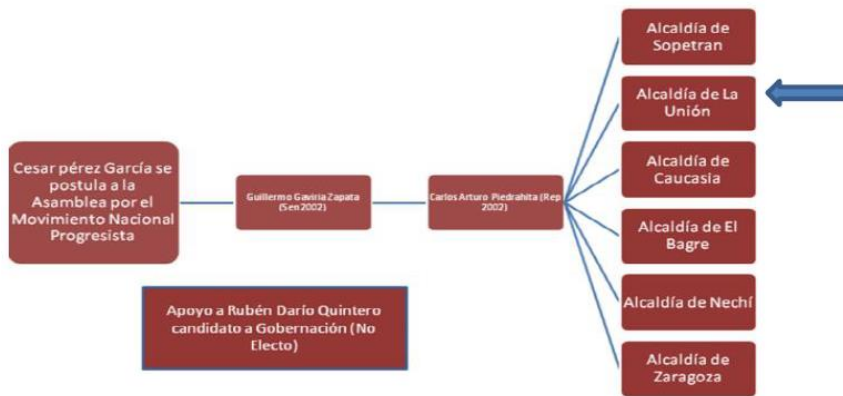 Cesar pérez García se
postula a la
Asamblea por el
Movimiento Nacional
Progresista
Guillermo Gaviria Zapata
(Sen2002)
Carlos Arturo Piedrahita (Rep
2002)
Alcaldía de
Sopetran
Alcaldía de La
Unión
Alcaldía de
Caucasia
Alcaldía de El
Bagre
Alcaldía de Nechí
Alcaldía de
Zaragoza
Apoyo a Rubén Darío Quintero
candidato a Gobernación (No
Electo)